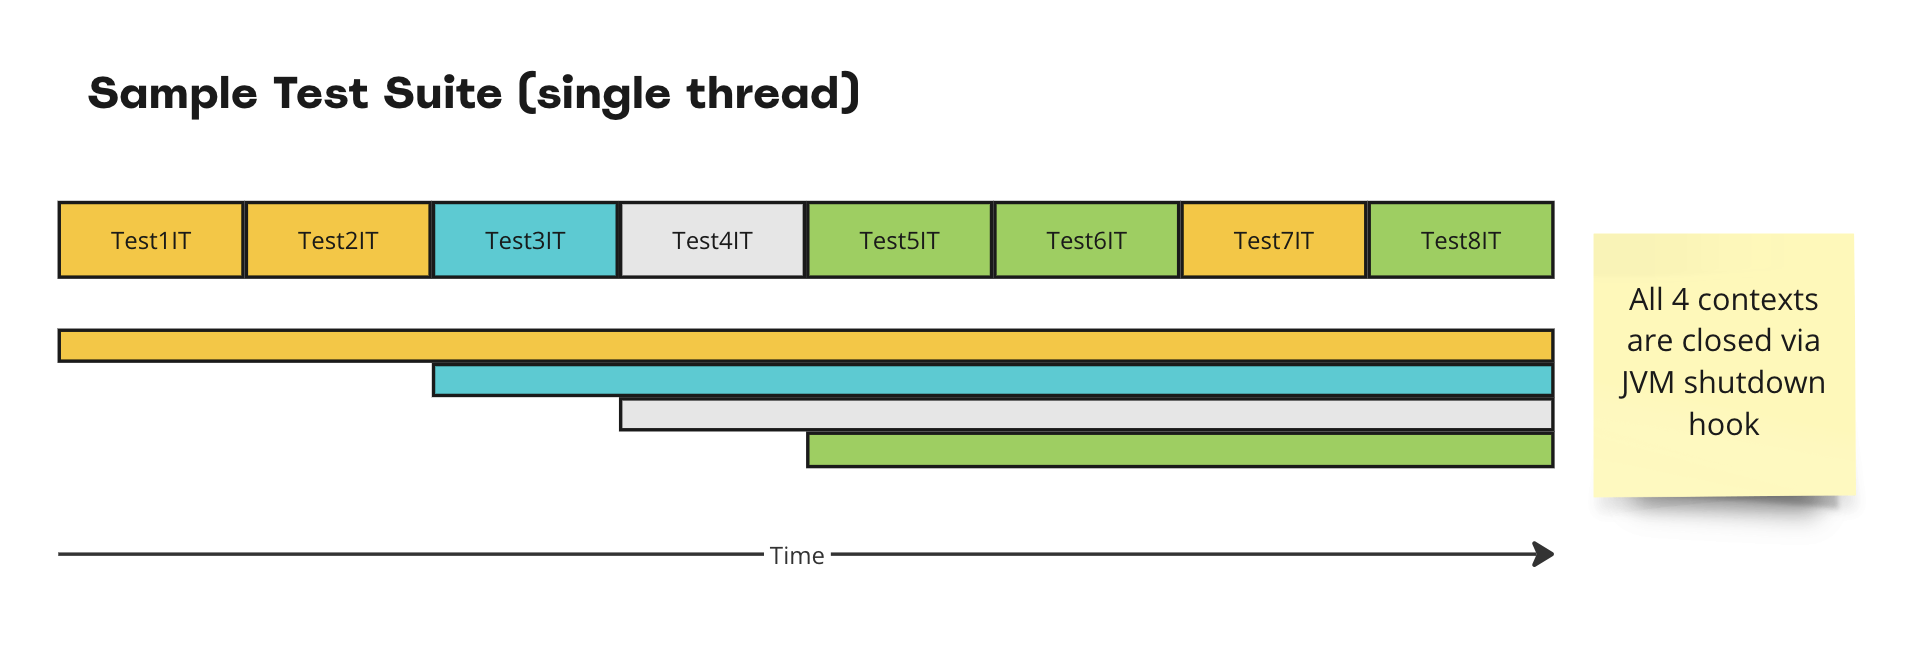 Sample Test Suite (single thread)
Test1IT
Test2IT
Test3IT
Test4IT
Test5IT
Test6IT
Test7IT
Test8IT
All 4 contexts
are closed via
JVM shutdown
hook
Time